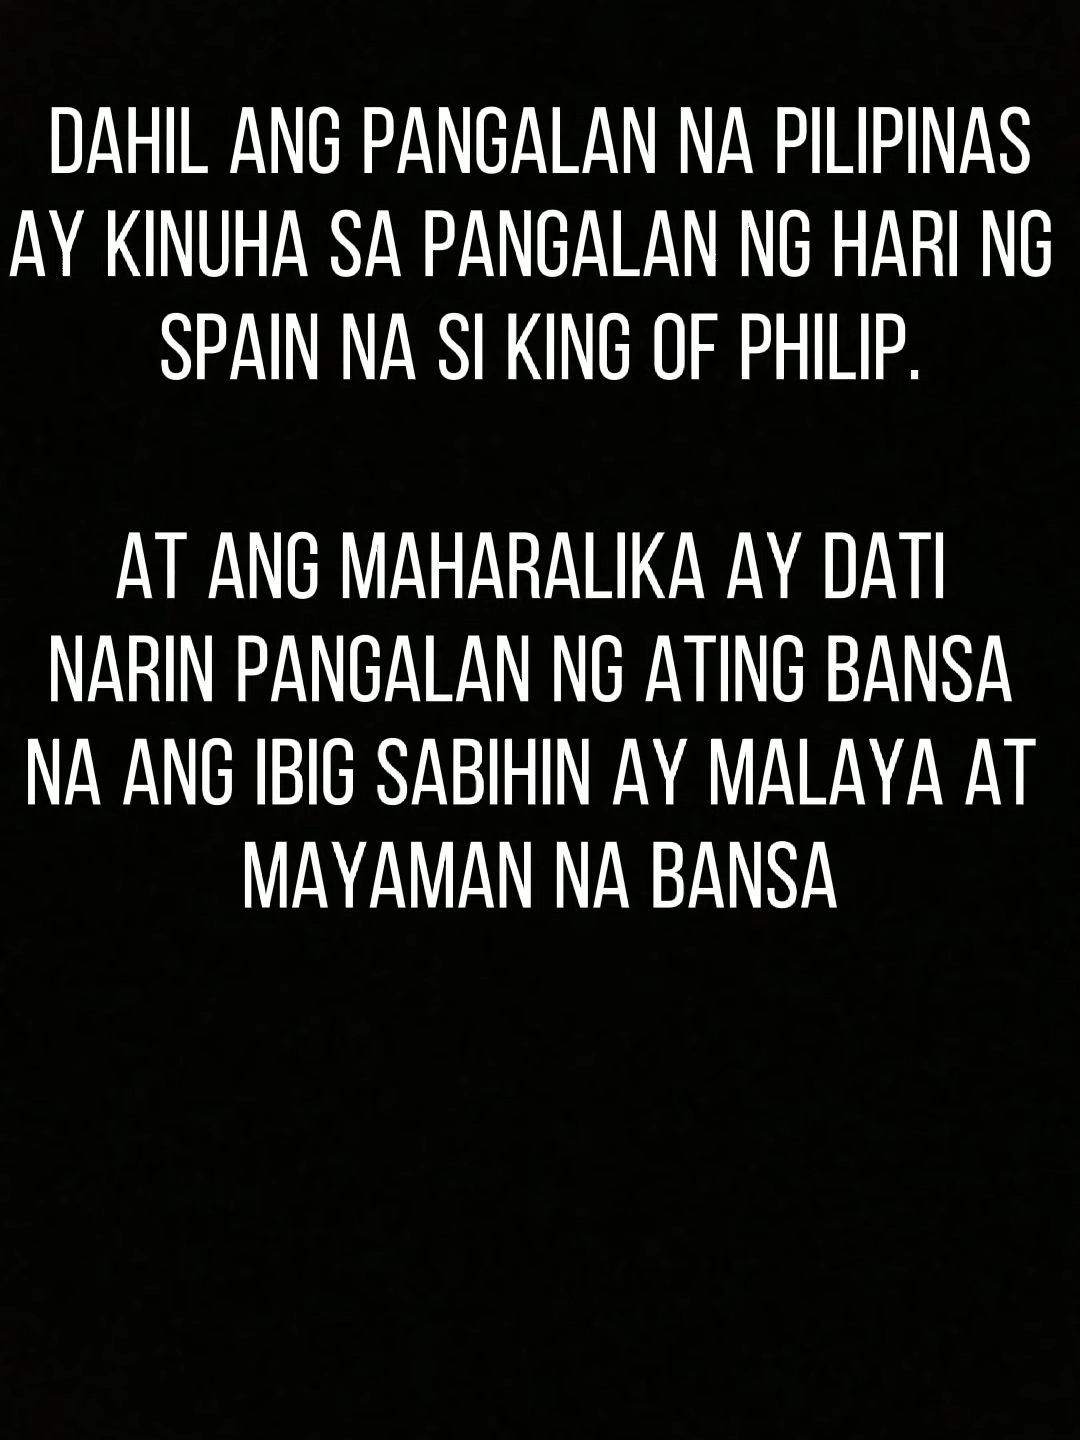 DAHIL ANG PANGALAN NA PILIPINAS
AY KINUHA SA PANGALAN NG HARI NG
SPAIN NA SI KING OF PHILIP.
AT ANG MAHARALIKA AY DATI
NARIN PANGALAN NG ATING BANSA
NA ANG IBIG SABIHIN AY MALAYA AT
MAYAMAN NA BANSA